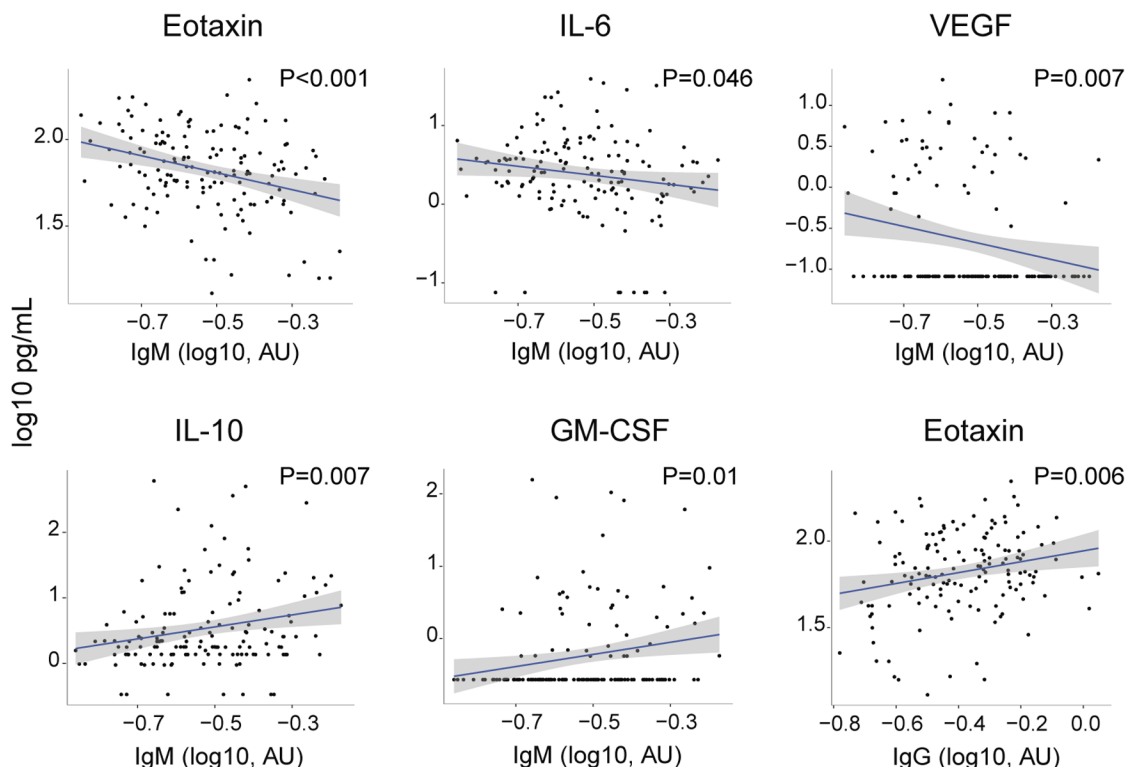 Eotaxin
IL-6
VEGF
P<0.001
P=0.046
P=0.007
2.0
1.5
1
0
−1
1.0
0.5
0.0
−0.5
−1.0
−0.7 −0.5 −0.3
−0.7 −0.5 −0.3
−0.7 −0.5 −0.3
IgM (log10, AU)
IgM (log10, AU)
IgM (log10, AU)
log10 pg/mL
IL-10
GM-CSF
Eotaxin
P=0.007
P=0.01
P=0.006
2
1
0
2
1
0
2.0
1.5
−0.7 −0.5 −0.3
−0.7 −0.5 −0.3
−0.8 −0.6 −0.4 −0.2 0.0
IgM (log10, AU)
IgM (log10, AU)
IgG (log10, AU)